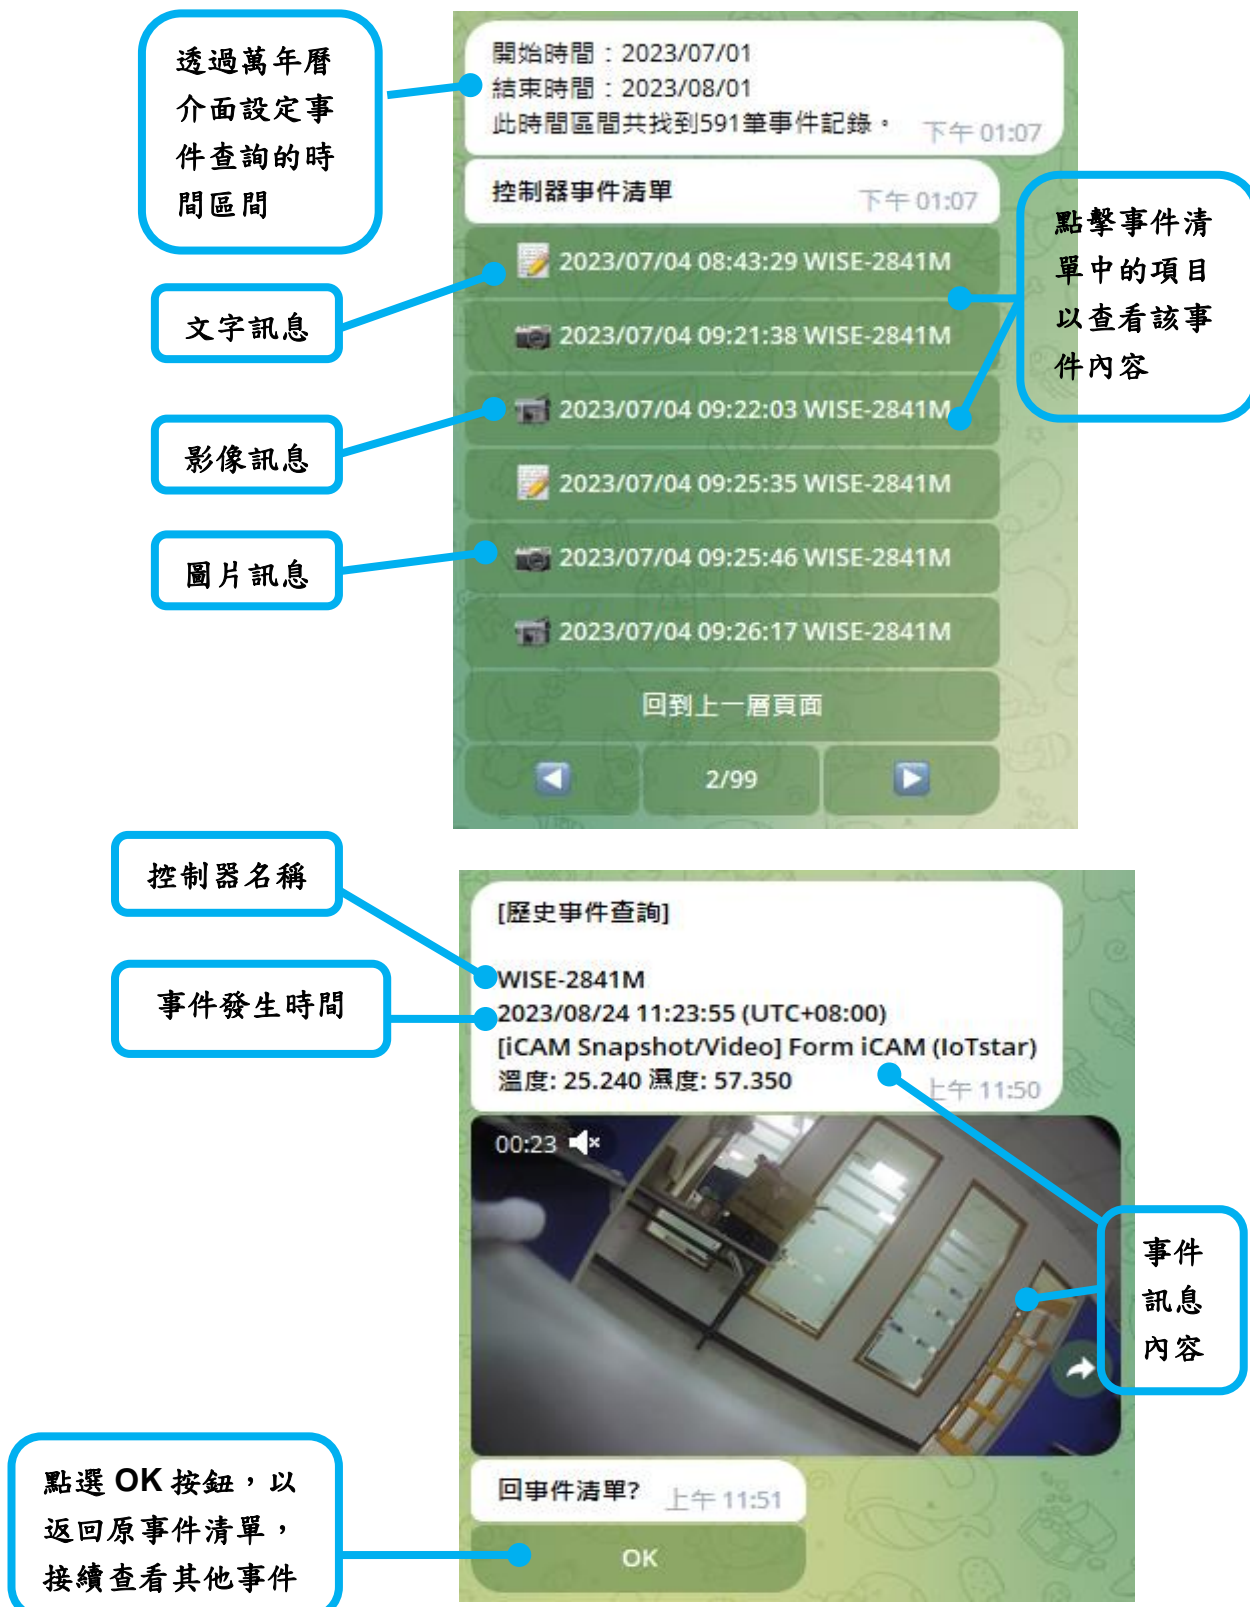 透過萬年曆
介面設定事
件查詢的時
間區間
開始時間：2023/07/01
結束時間：2023/08/01
此時間區間共找到591筆事件記錄。 下午 01:07
控制器事件清單 下午 01:07
點擊事件清
單中的項目
以查看該事
件內容
2023/07/04 08:43:29 WISE-2841M
文字訊息
2023/07/04 09:21:38 WISE-2841M
2023/07/04 09:22:03 WISE-2841M
影像訊息
2023/07/04 09:25:35 WISE-2841M
2023/07/04 09:25:46 WISE-2841M
圖片訊息
2023/07/04 09:26:17 WISE-2841M
回到上一層頁面
2/99
控制器名稱
[歷史事件查詢]
WISE-2841M
事件發生時間
2023/08/24 11:23:55 (UTC+08:00)
[iCAM Snapshot/Video] Form iCAM (IoTstar)
溫度: 25.240 濕度: 57.350 上午 11:50
00:23
事件
訊息
內容
點選 OK 按鈕，以
返回原事件清單，
接續查看其他事件
回事件清單? 上午 11:51
OK